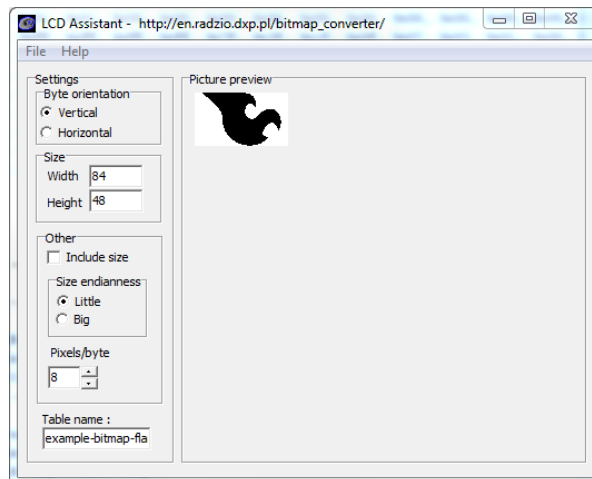 LCD Assistant - http://en.radzio.dxp.pl/bitmap_converter/
File Help
Settings
Picture preview
Byte orientation
Vertical
Horizontal
Size
Width 84
Height 48
Other
Include size
Size endianness
Little
Big
Pixels/byte
8
Table name :
example-bitmap-fla